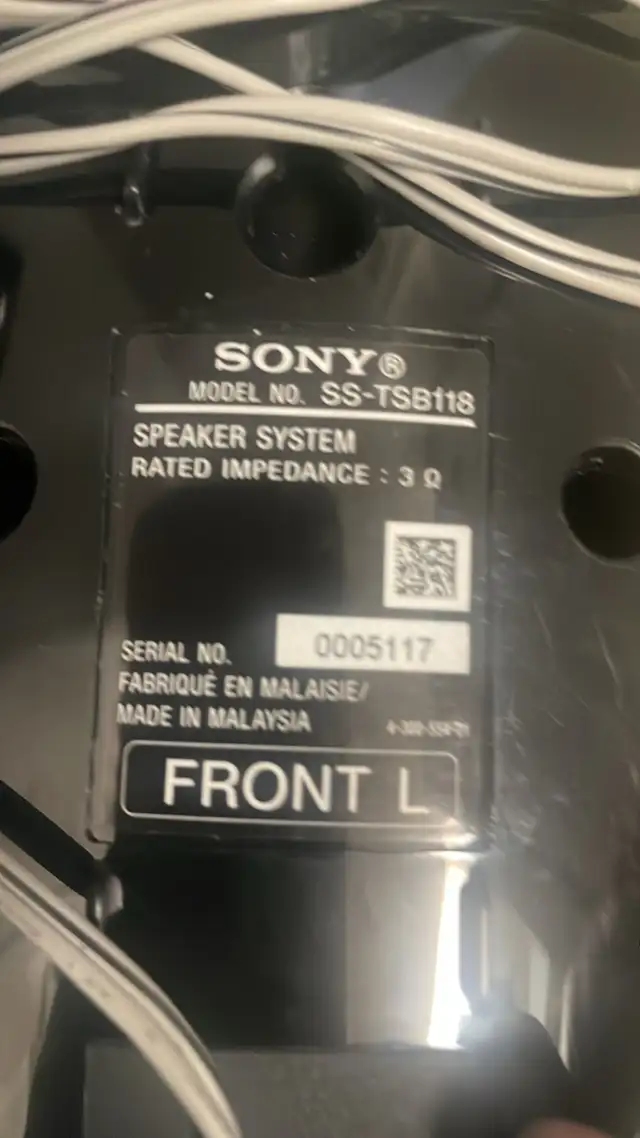 SONY®
MODEL NO. SS-TSB118
SPEAKER SYSTEM
RATED IMPEDANCE : 3 Ω
SERIAL NO. 0005117
FABRIQUÉ EN MALAISIE/
MADE IN MALAYSIA
FRONT L